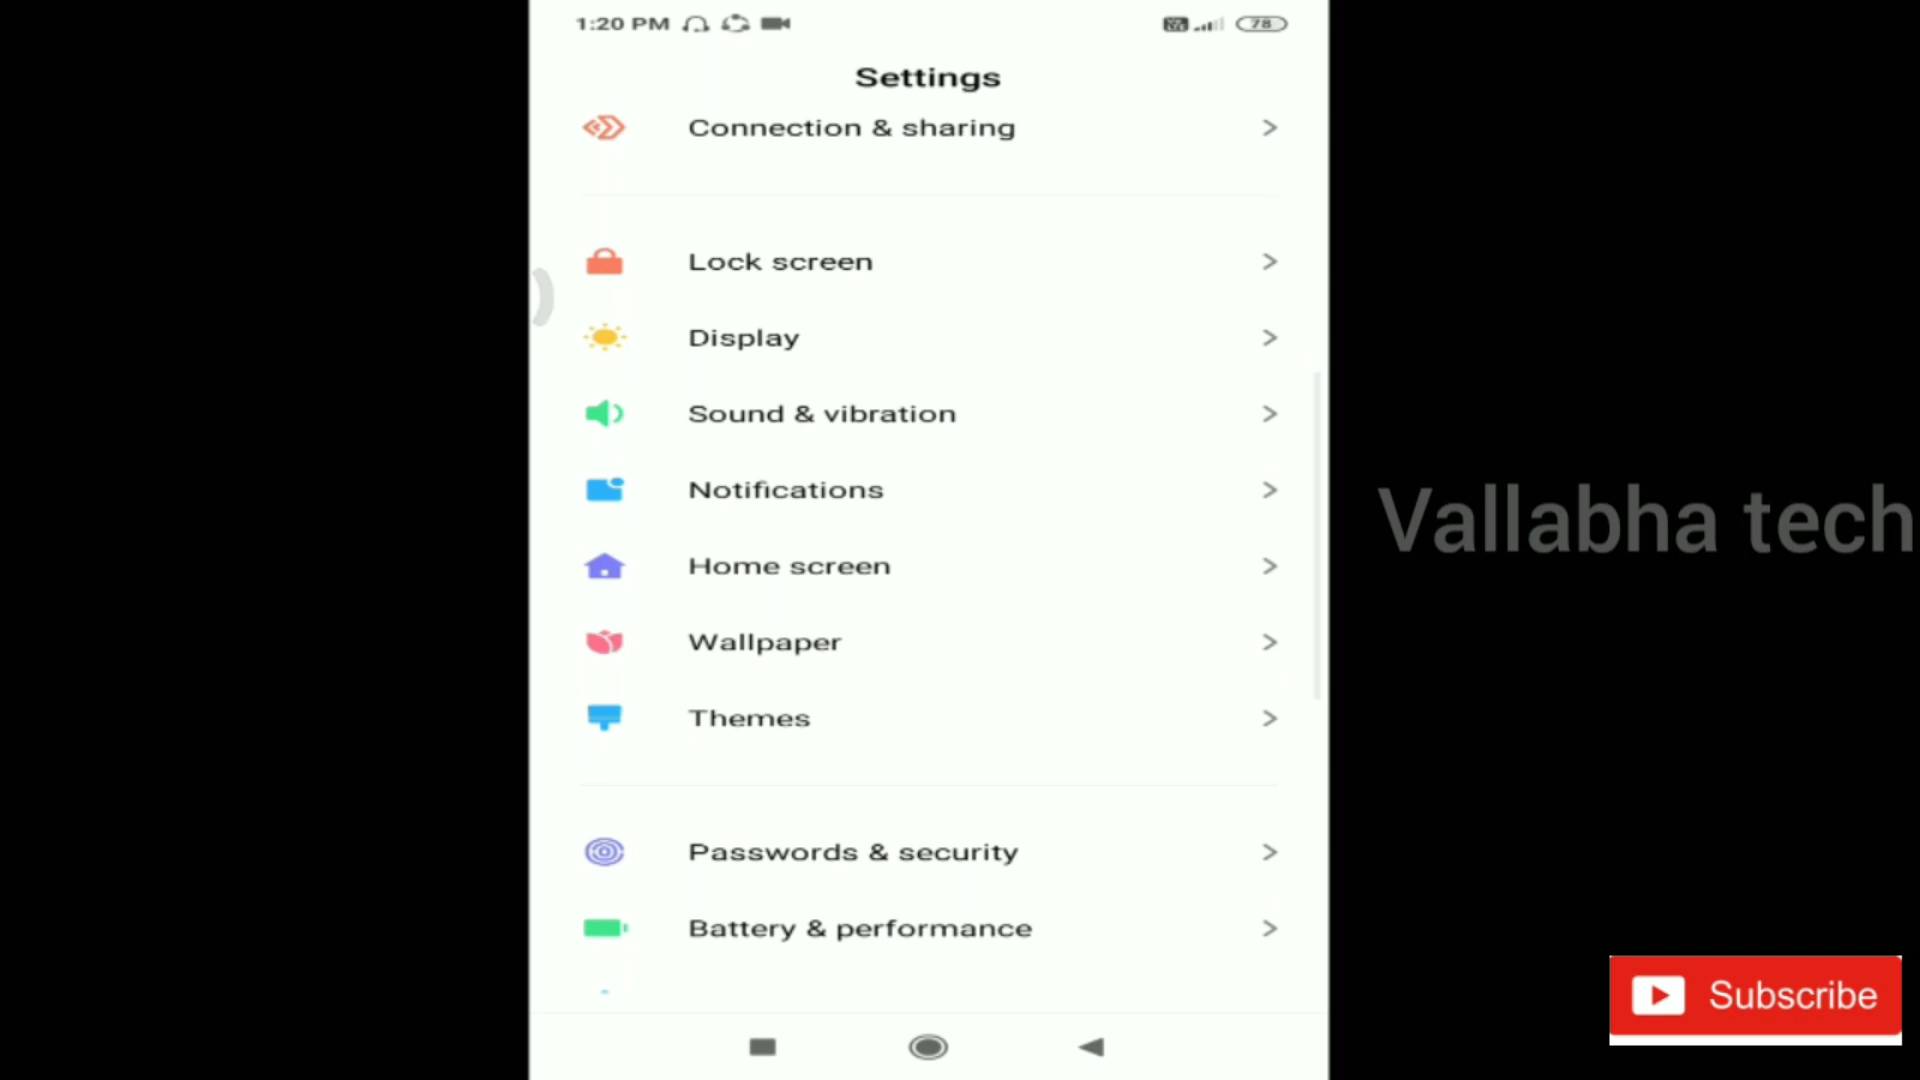 1:20 PM
78
Settings
Connection & sharing
Lock screen
Display
Sound & vibration
Notifications
Home screen
Wallpaper
Themes
Passwords & security
Battery & performance
Vallabha tech
Subscribe